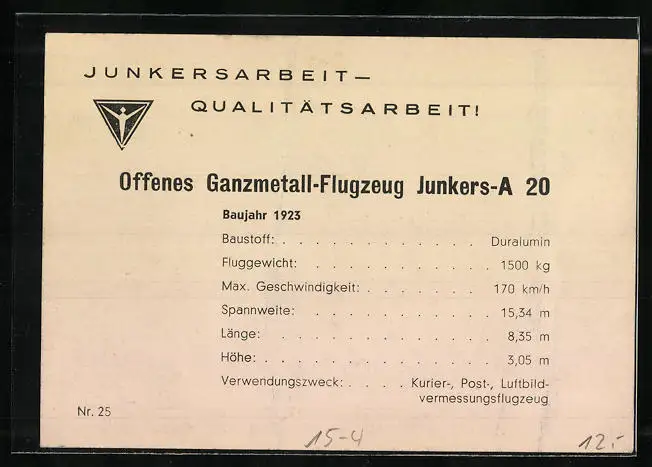 JUNKERSARBEIT—
QUALITÄTSARBEIT!
Offenes Ganzmetall-Flugzeug Junkers-A 20
Baujahr 1923
Baustoff: . . . . . . . . . . . . Duralumin
Fluggewicht: . . . . . . . . . . . 1500 kg
Max. Geschwindigkeit: . . . . . . . 170 km/h
Spannweite: . . . . . . . . . . . 15,34 m
Länge: . . . . . . . . . . . . . 8,35 m
Höhe: . . . . . . . . . . . . . 3,05 m
Verwendungszweck: . . . . Kurier-, Post-, Luftbild-
vermessungsflugzeug
Nr. 25
15-4 12.-